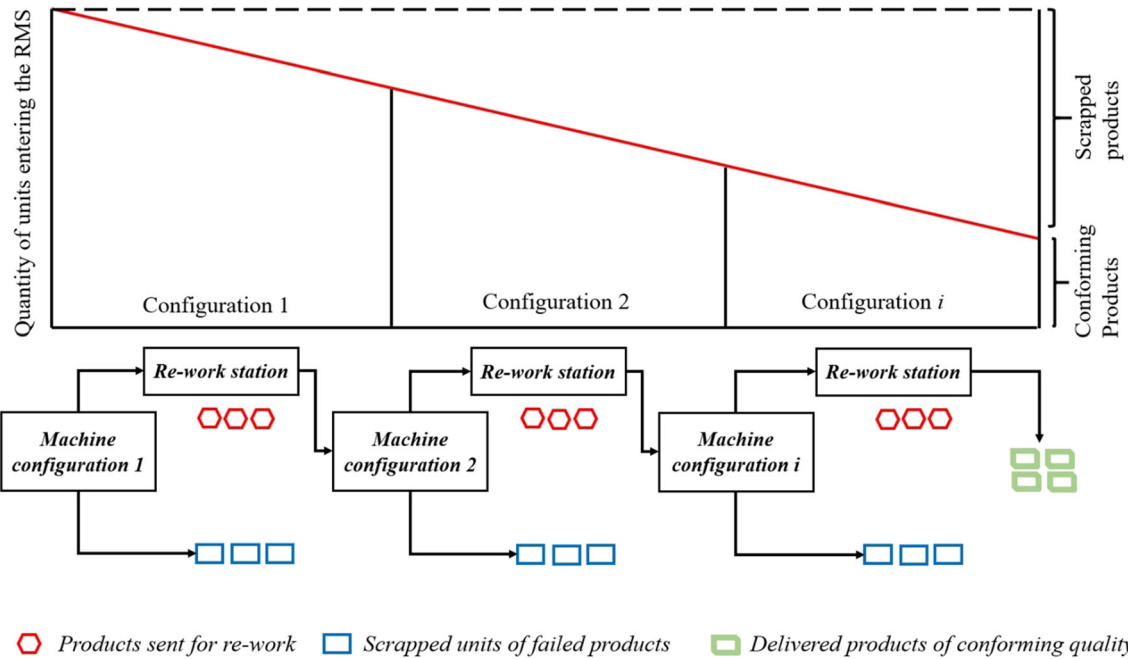 Quantity of units entering the RMS
Scrapped
products
Conforming
Products
Configuration 1
Configuration 2
Configuration i
Re-work station
Re-work station
Re-work station
Machine
configuration 1
Machine
configuration 2
Machine
configuration i
Products sent for re-work
Scrapped units of failed products
Delivered products of conforming quality